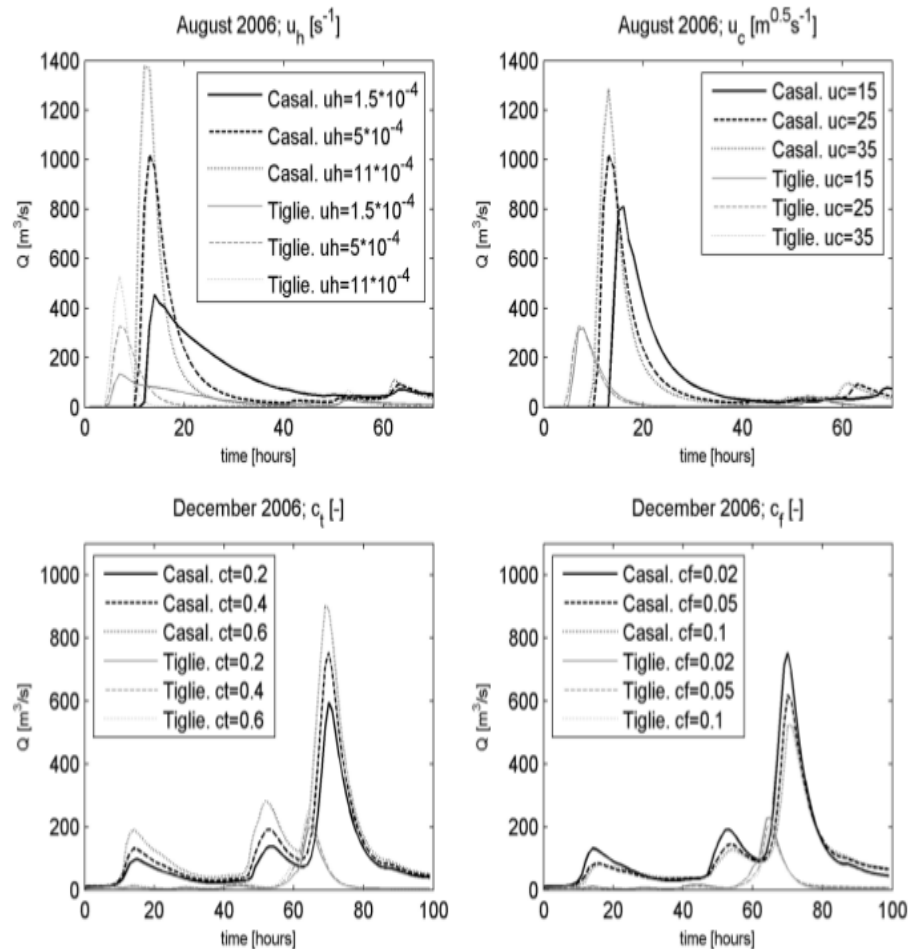 August 2006; u_h [s^-1]
Q [m^3/s]
1400
1200
1000
800
600
400
200
0
Casal. uh=1.5*10^-4
Casal. uh=5*10^-4
Casal. uh=11*10^-4
Tiglie. uh=1.5*10^-4
Tiglie. uh=5*10^-4
Tiglie. uh=11*10^-4
0 20 40 60
time [hours]
August 2006; u_c [m^0.5s^-1]
Q [m^3/s]
1400
1200
1000
800
600
400
200
0
Casal. uc=15
Casal. uc=25
Casal. uc=35
Tiglie. uc=15
Tiglie. uc=25
Tiglie. uc=35
0 20 40 60
time [hours]
December 2006; c_t [-]
Q [m^3/s]
1000
800
600
400
200
0
Casal. ct=0.2
Casal. ct=0.4
Casal. ct=0.6
Tiglie. ct=0.2
Tiglie. ct=0.4
Tiglie. ct=0.6
0 20 40 60 80 100
time [hours]
December 2006; c_f [-]
Q [m^3/s]
1000
800
600
400
200
0
Casal. cf=0.02
Casal. cf=0.05
Casal. cf=0.1
Tiglie. cf=0.02
Tiglie. cf=0.05
Tiglie. cf=0.1
0 20 40 60 80 100
time [hours]